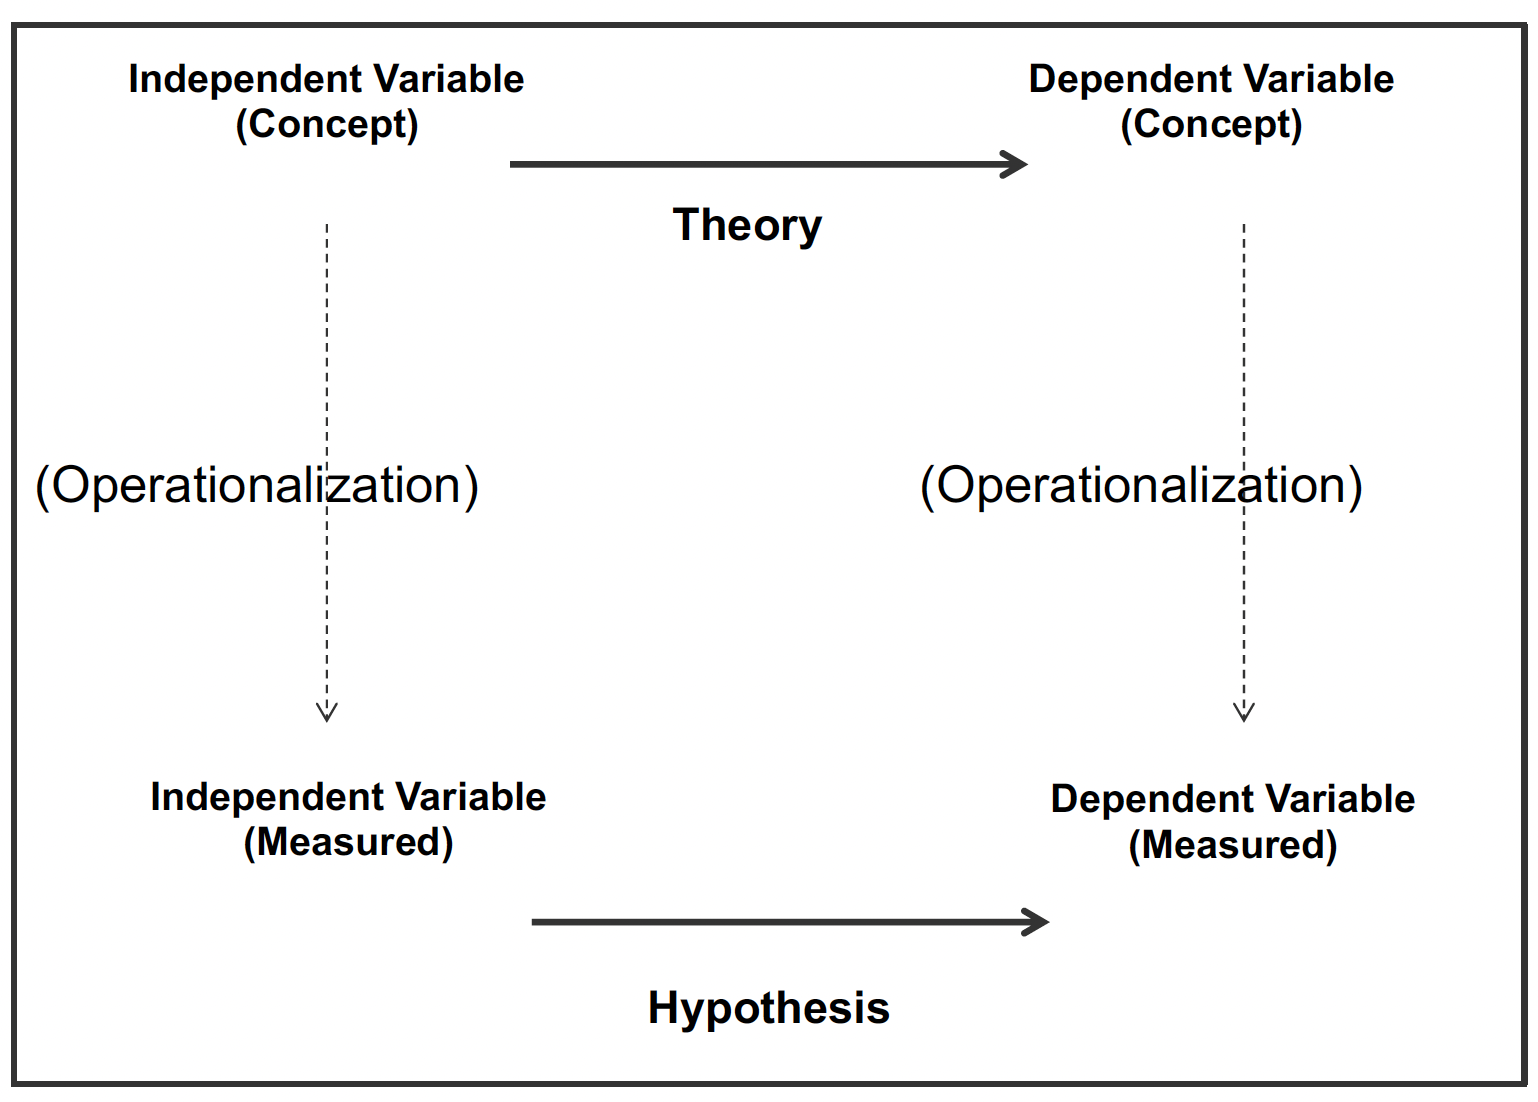 Independent Variable
(Concept)
Dependent Variable
(Concept)
Theory
(Operationalization)
(Operationalization)
Independent Variable
(Measured)
Dependent Variable
(Measured)
Hypothesis